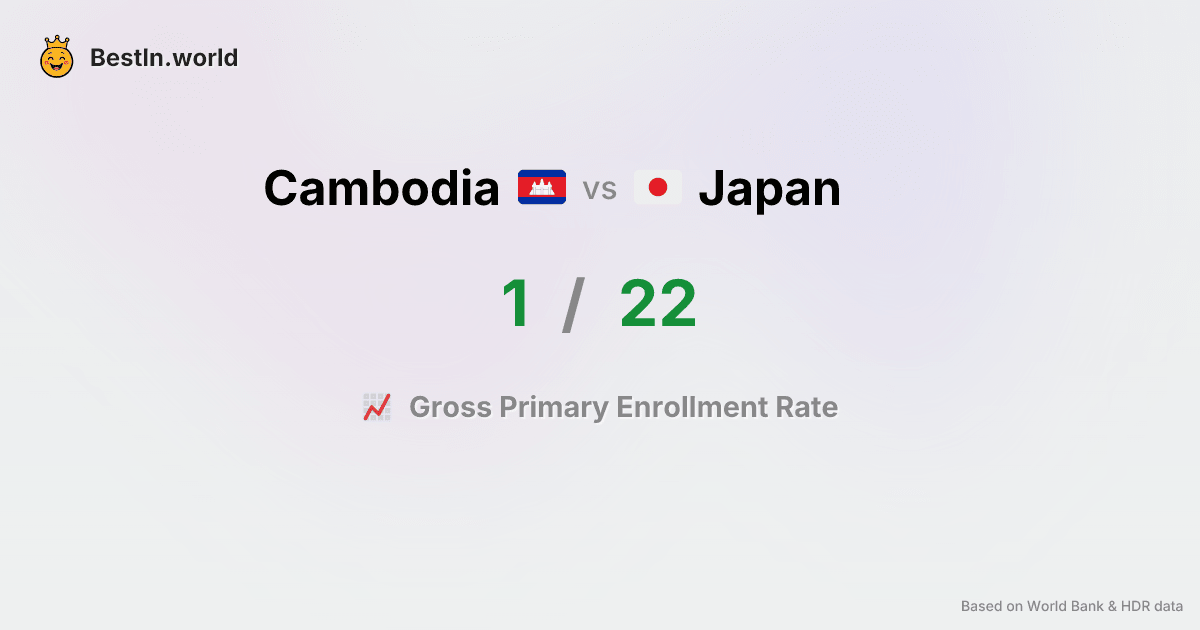 BestIn.world
Cambodia vs Japan
1 / 22
Gross Primary Enrollment Rate
Based on World Bank & HDR data